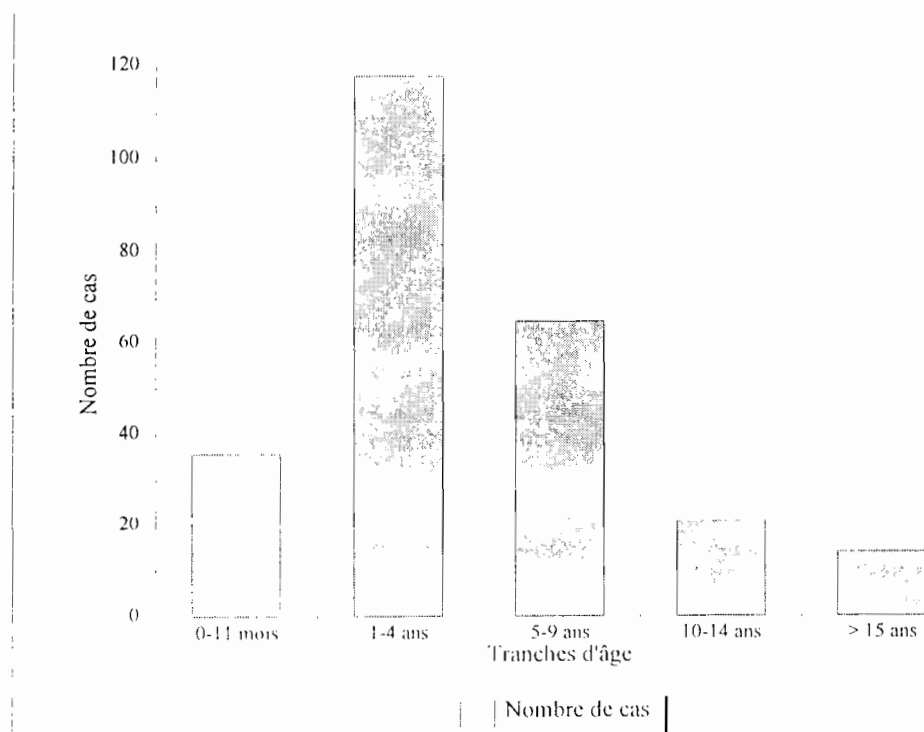 120
100
80
60
40
20
0
Nombre de cas
0-11 mois
1-4 ans
5-9 ans
10-14 ans
> 15 ans
Tranches d'âge
Nombre de cas